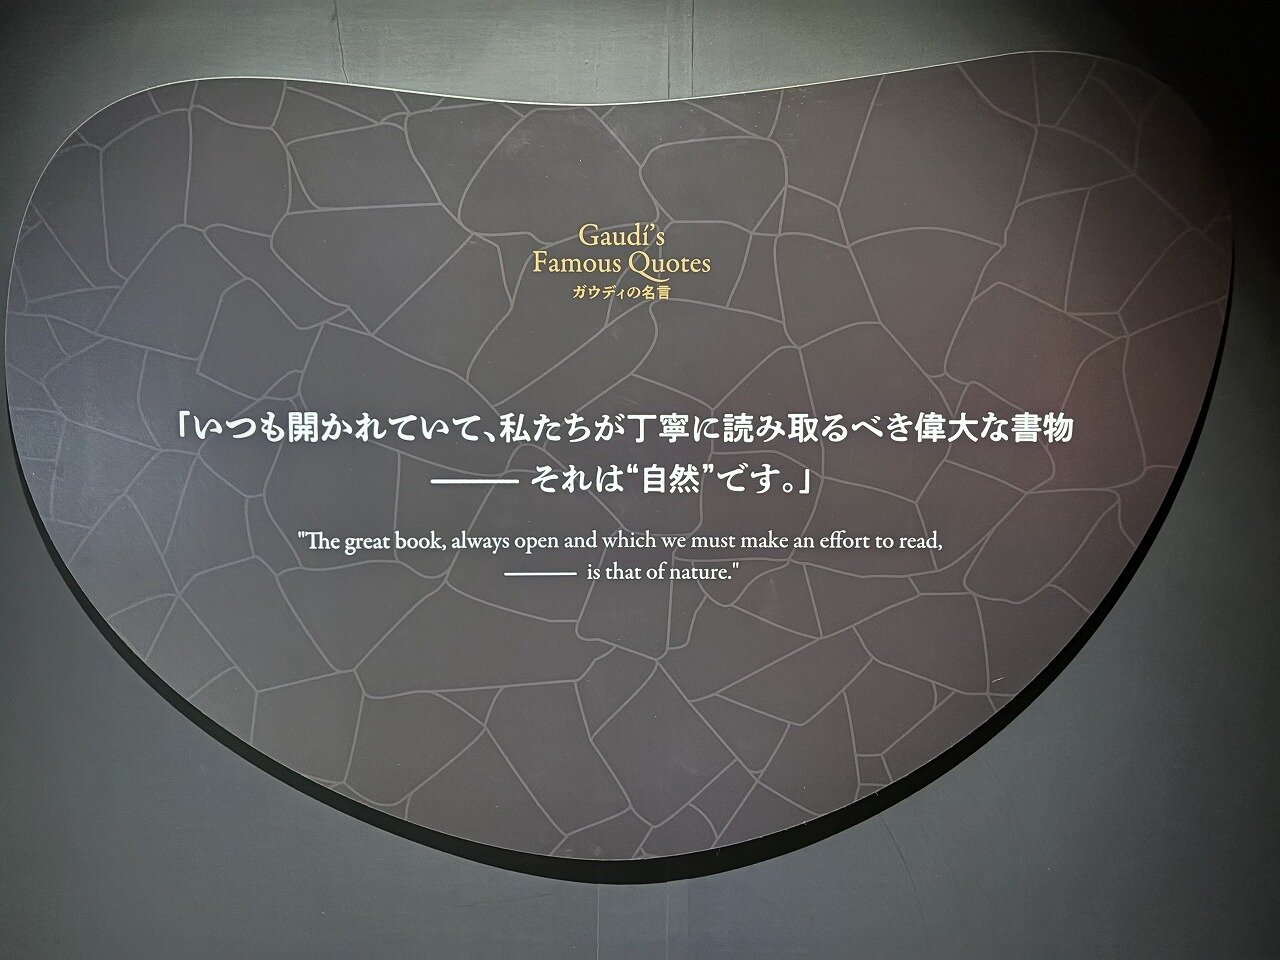 Gaudí's
Famous Quotes
ガウディの名言
「いつも開かれていて、私たちが丁寧に読み取るべき偉大な書物
――― それは“自然”です。」
"The great book, always open and which we must make an effort to read,
――― is that of nature."